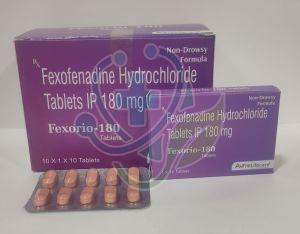 Rx
Non-Drowsy
Formula
Fexofenadine Hydrochloride
Tablets IP 180 mg
Fexorio-180
Tablets
10 X 1 X 10 Tablets
Non-Drowsy
Formula
Fexofenadine Hydrochloride
Tablets IP 180 mg
Fexorio-180
Tablets